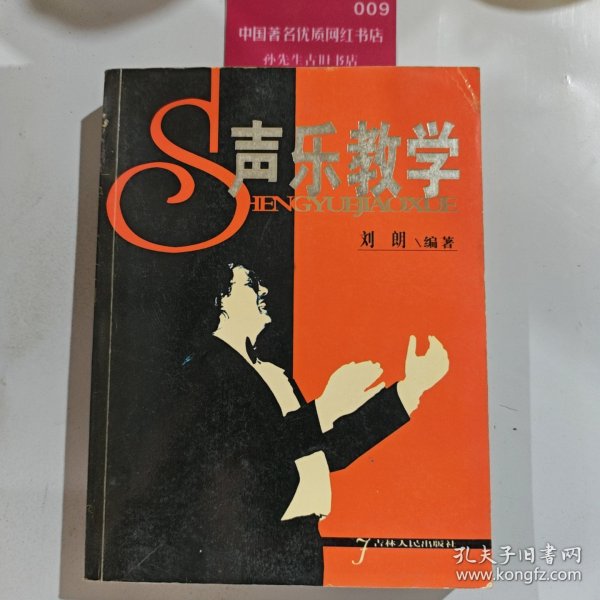 009
中国著名优质网红书店
孙先生古旧书店
声乐教学
SHENGYUEJIAOXUE
刘 朗 \编著
吉林人民出版社
孔夫子旧书网
www.kongfz.com